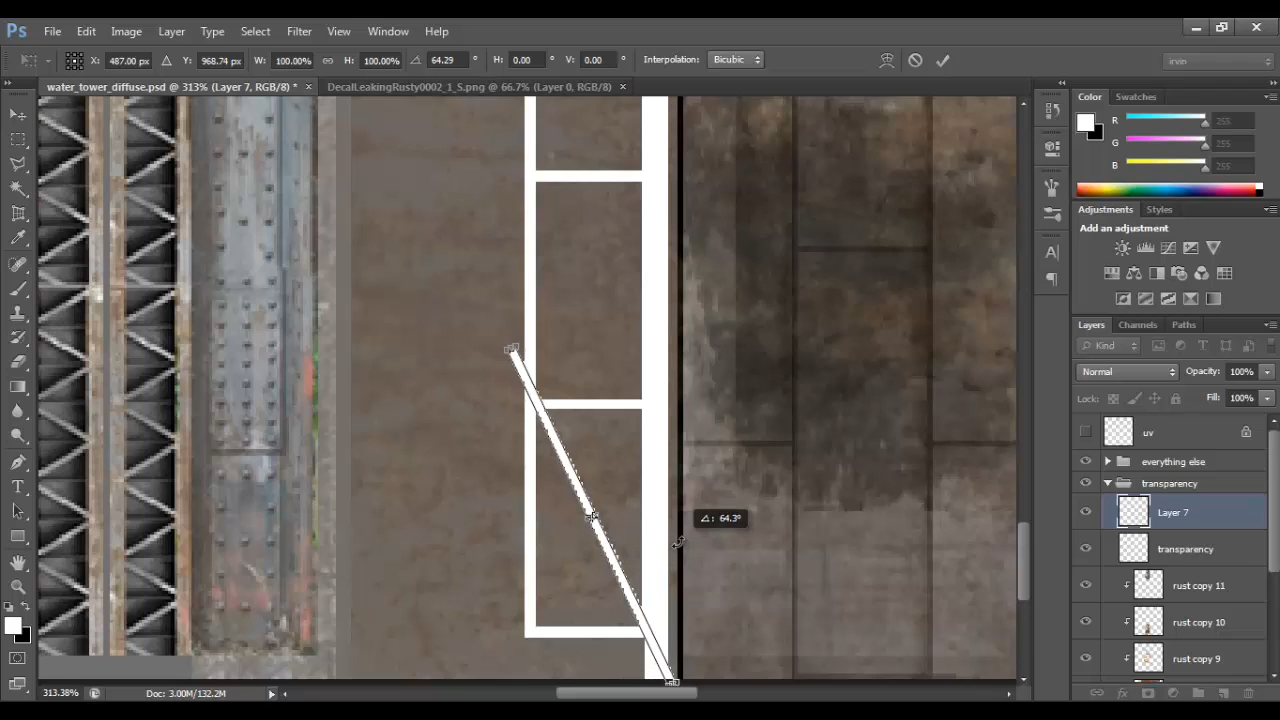 Ps File Edit Image Layer Type Select Filter View Window Help
X: 487.00 px Y: 968.74 px W: 100.00% H: 100.00% 64.29 ° H: 0.00 ° V: 0.00 ° Interpolation: Bicubic irvin
water_tower_diffuse.psd @ 313% (Layer 7, RGB/8) * × DecalLeakingRusty0002_1_S.png @ 66.7% (Layer 0, RGB/8) ×
Color Swatches
R 255
G 255
B 255
Adjustments Styles
Add an adjustment
Layers Channels Paths
Kind
Normal Opacity: 100%
Lock: Fill: 100%
uv
everything else
transparency
Layer 7
transparency
rust copy 11
rust copy 10
rust copy 9
∠: 64.3°
313.38% Doc: 3.00M/132.2M